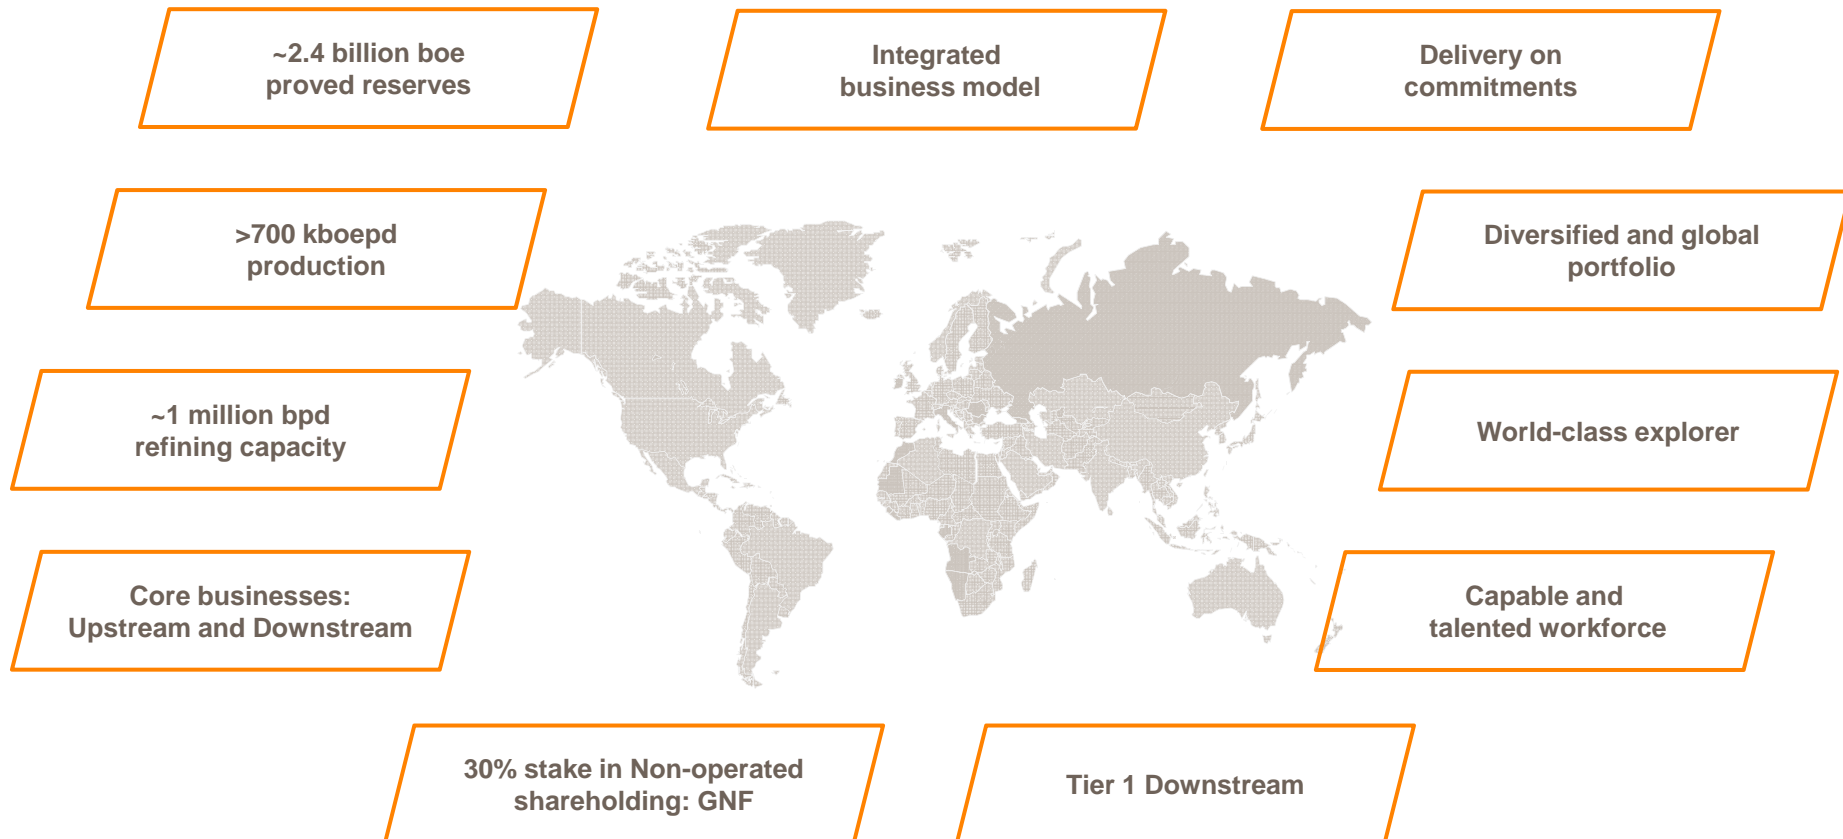 ~2.4 billion boe
proved reserves
Integrated
business model
Delivery on
commitments
>700 kboepd
production
Diversified and global
portfolio
~1 million bpd
refining capacity
World-class explorer
Core businesses:
Upstream and Downstream
Capable and
talented workforce
30% stake in Non-operated
shareholding: GNF
Tier 1 Downstream